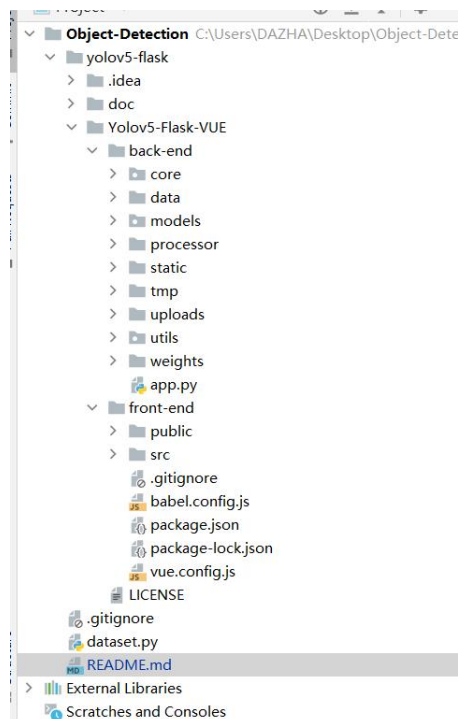 Object-Detection C:\Users\DAZHA\Desktop\Object-Dete
yolov5-flask
.idea
doc
Yolov5-Flask-VUE
back-end
core
data
models
processor
static
tmp
uploads
utils
weights
app.py
front-end
public
src
.gitignore
babel.config.js
package.json
package-lock.json
vue.config.js
LICENSE
.gitignore
dataset.py
README.md
External Libraries
Scratches and Consoles